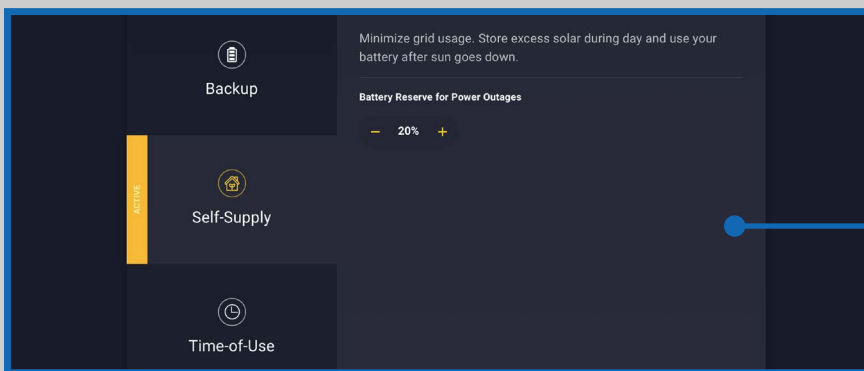 Minimize grid usage. Store excess solar during day and use your
battery after sun goes down.
Backup
Battery Reserve for Power Outages
− 20% +
ACTIVE
Self-Supply
Time-of-Use